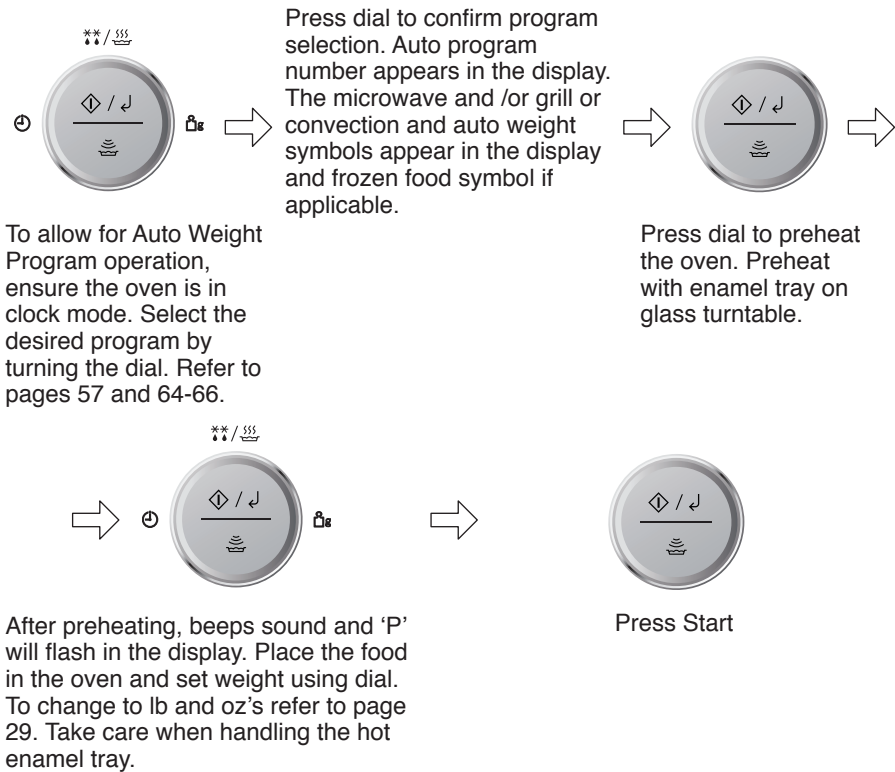 Press dial to confirm program
selection. Auto program
number appears in the display.
The microwave and /or grill or
convection and auto weight
symbols appear in the display
and frozen food symbol if
applicable.
g
To allow for Auto Weight
Program operation,
ensure the oven is in
clock mode. Select the
desired program by
turning the dial. Refer to
pages 57 and 64-66.
Press dial to preheat
the oven. Preheat
with enamel tray on
glass turntable.
g
After preheating, beeps sound and ‘P’
will flash in the display. Place the food
in the oven and set weight using dial.
To change to lb and oz’s refer to page
29. Take care when handling the hot
enamel tray.
Press Start